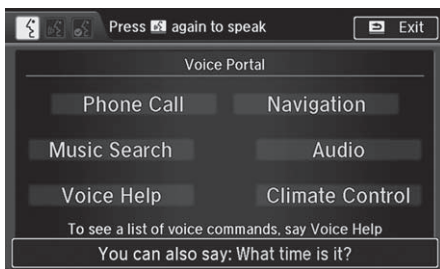 Press again to speak
Exit
Voice Portal
Phone Call Navigation
Music Search Audio
Voice Help Climate Control
To see a list of voice commands, say Voice Help
You can also say: What time is it?